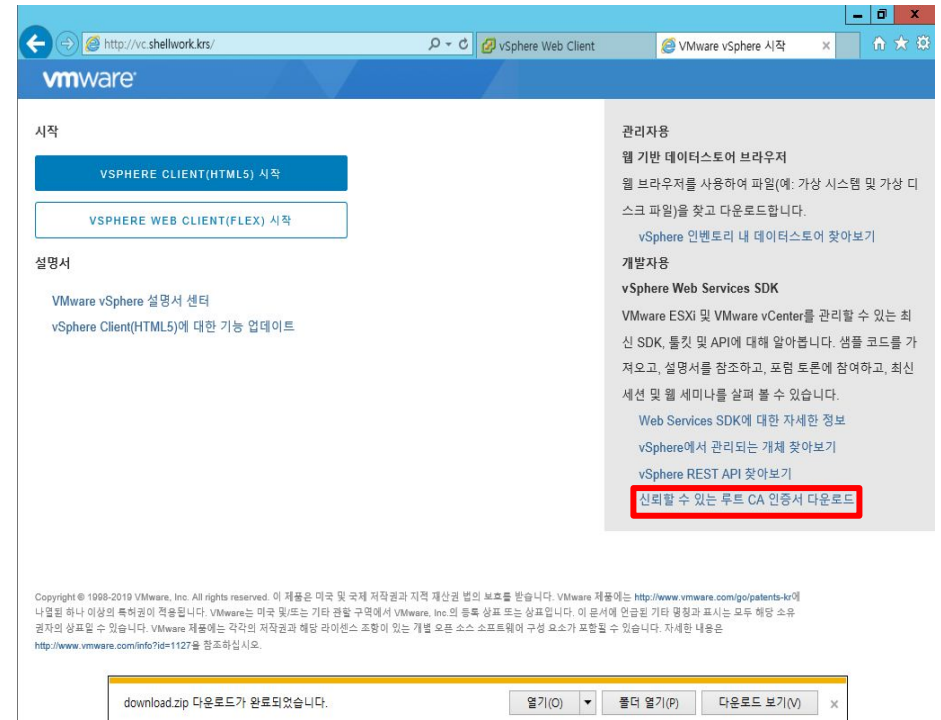 http://vc.shellwork.krs/
vSphere Web Client
VMware vSphere 시작
vmware
시작
VSPHERE CLIENT(HTML5) 시작
VSPHERE WEB CLIENT(FLEX) 시작
설명서
VMware vSphere 설명서 센터
vSphere Client(HTML5)에 대한 기능 업데이트
관리자용
웹 기반 데이터스토어 브라우저
웹 브라우저를 사용하여 파일(예: 가상 시스템 및 가상 디
스크 파일)을 찾고 다운로드합니다.
vSphere 인벤토리 내 데이터스토어 찾아보기
개발자용
vSphere Web Services SDK
VMware ESXi 및 VMware vCenter를 관리할 수 있는 최
신 SDK, 툴킷 및 API에 대해 알아봅니다. 샘플 코드를 가
져오고, 설명서를 참조하고, 포럼 토론에 참여하고, 최신
세션 및 웹 세미나를 살펴 볼 수 있습니다.
Web Services SDK에 대한 자세한 정보
vSphere에서 관리되는 개체 찾아보기
vSphere REST API 찾아보기
신뢰할 수 있는 루트 CA 인증서 다운로드
Copyright © 1998-2019 VMware, Inc. All rights reserved. 이 제품은 미국 및 국제 저작권과 지적 재산권 법의 보호를 받습니다. VMware 제품에는 http://www.vmware.com/go/patents-kr에
나열된 하나 이상의 특허권이 적용됩니다. VMware는 미국 및/또는 기타 관할 구역에서 VMware, Inc.의 등록 상표 또는 상표입니다. 이 문서에 언급된 기타 명칭과 표시는 모두 해당 소유
권자의 상표일 수 있습니다. VMware 제품에는 각각의 저작권과 해당 라이센스 조항이 있는 개별 오픈 소스 소프트웨어 구성 요소가 포함될 수 있습니다. 자세한 내용은
http://www.vmware.com/info?id=1127을 참조하십시오.
download.zip 다운로드가 완료되었습니다.
열기(O)
폴더 열기(P)
다운로드 보기(V)